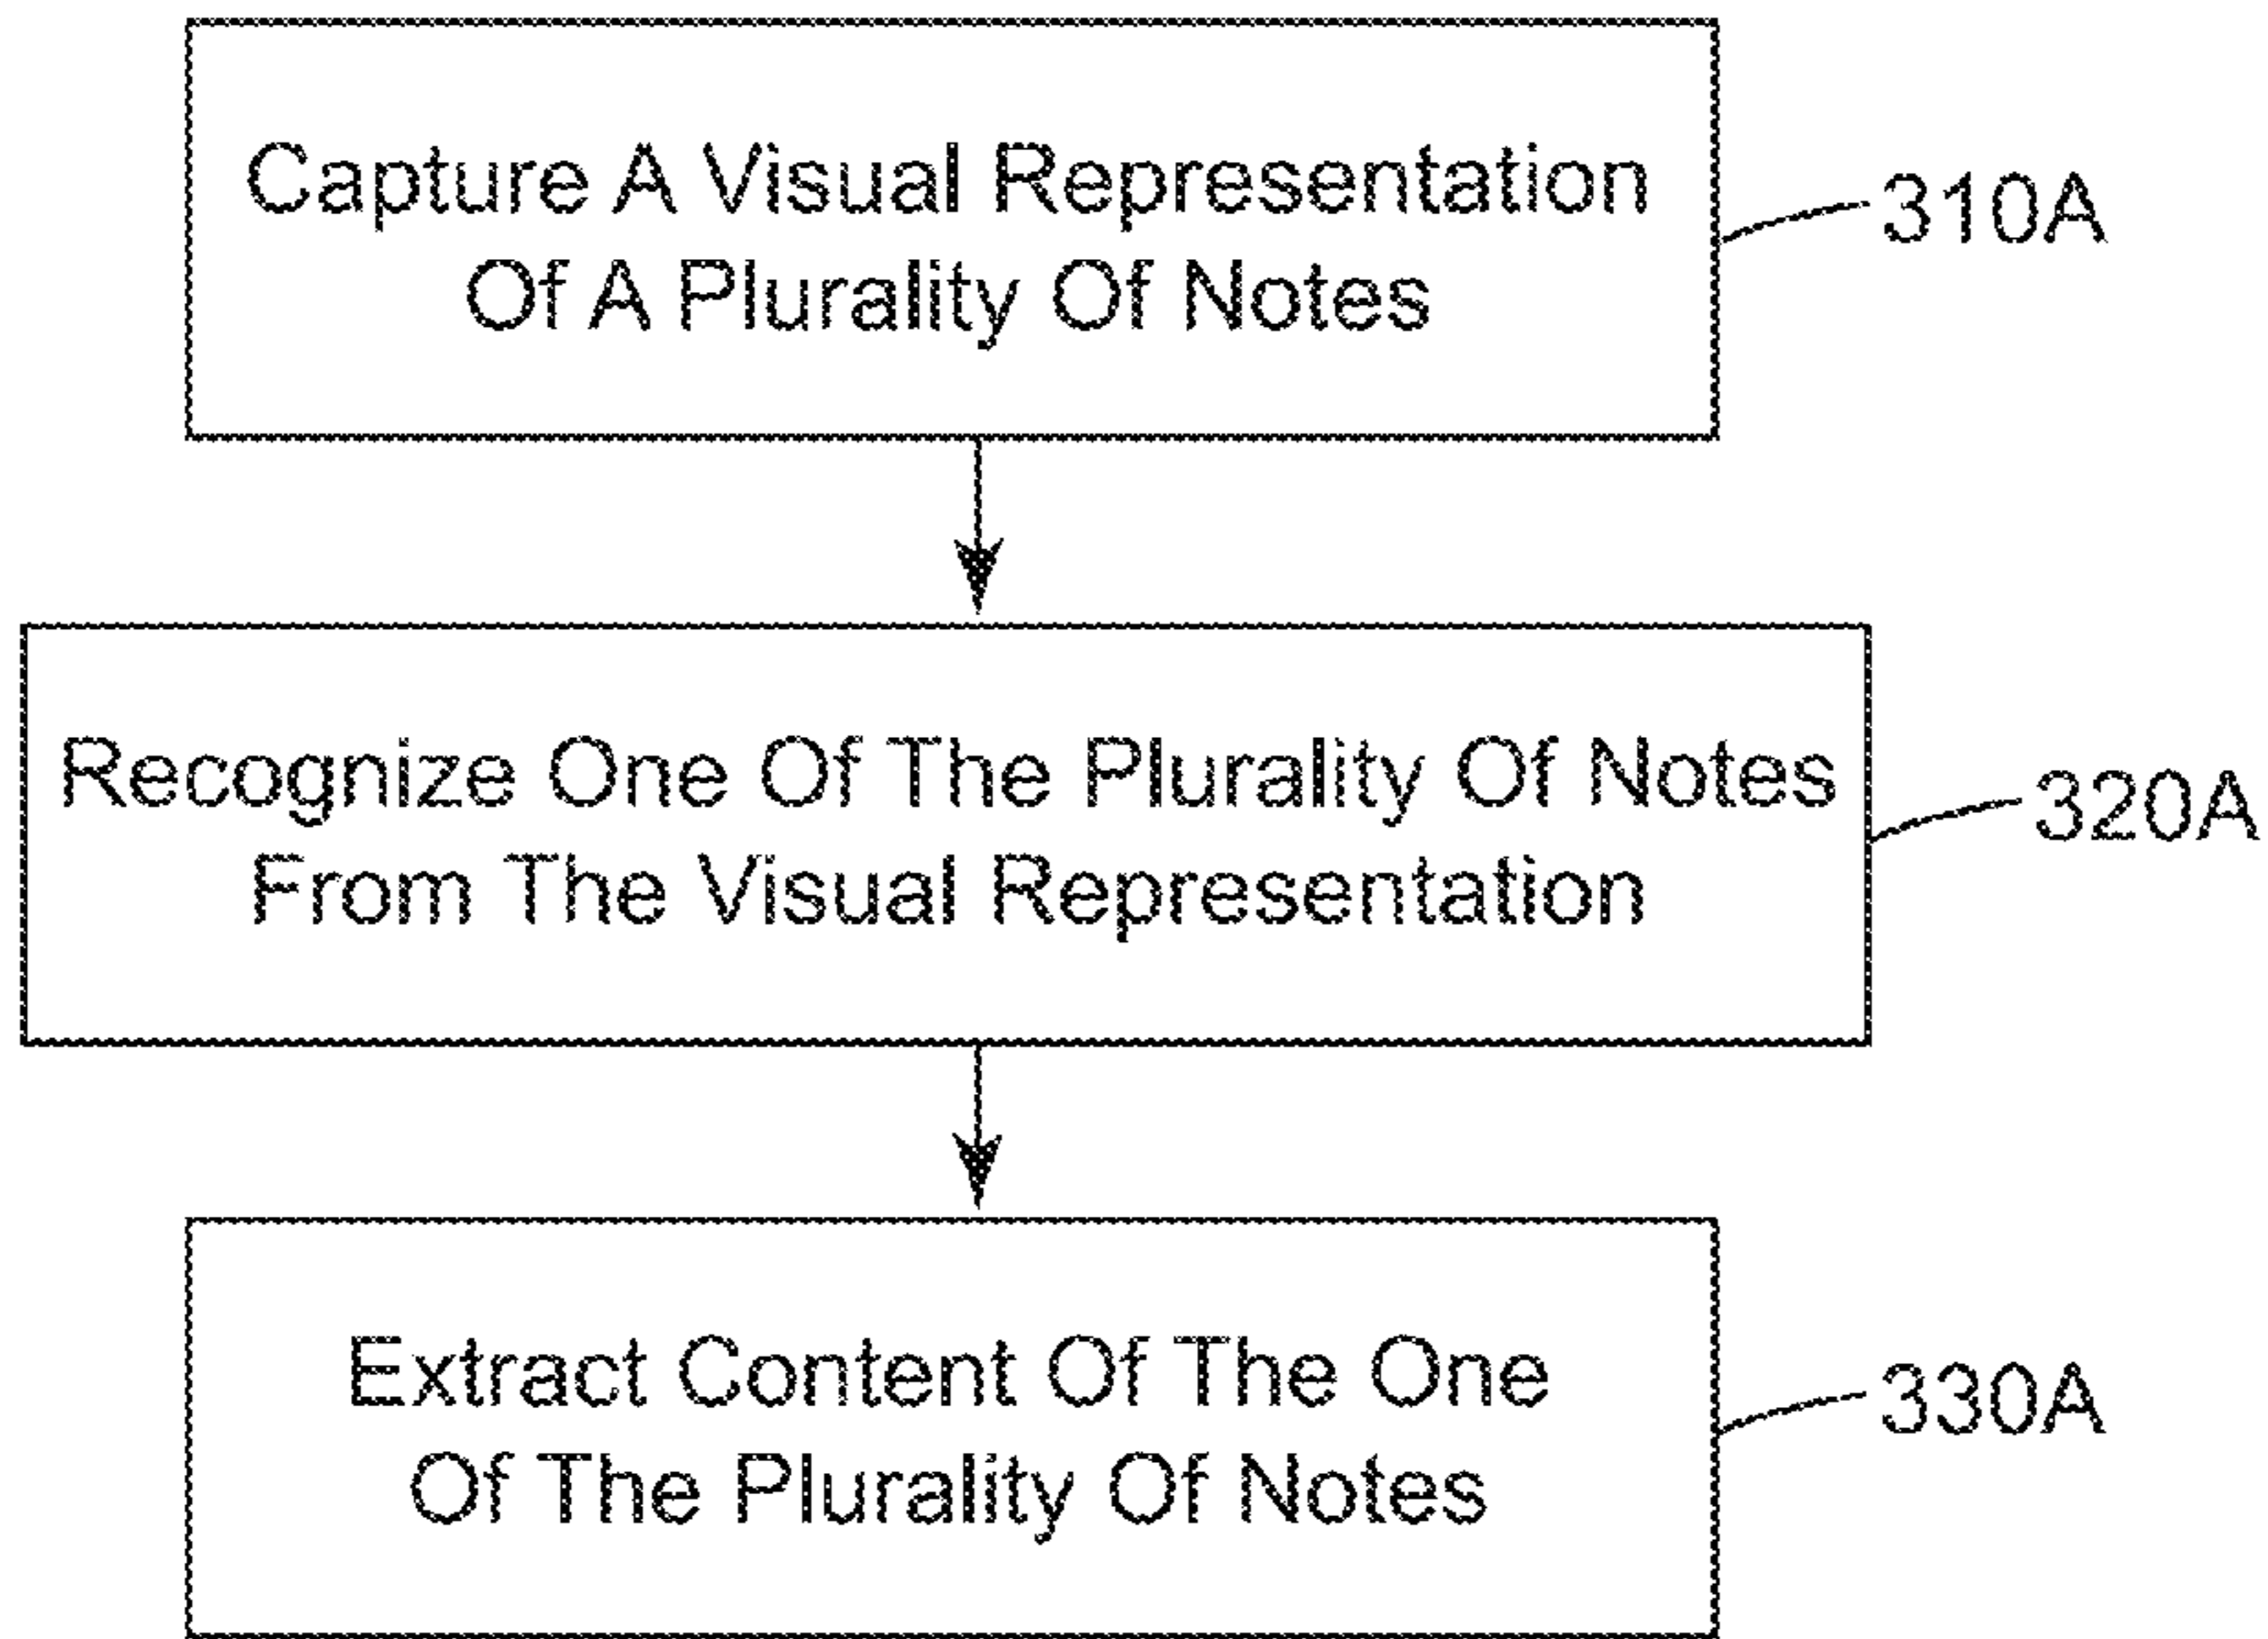 Capture A Visual Representation
Of A Plurality Of Notes
310A
Recognize One Of The Plurality Of Notes
From The Visual Representation
320A
Extract Content Of The One
Of The Plurality Of Notes
330A